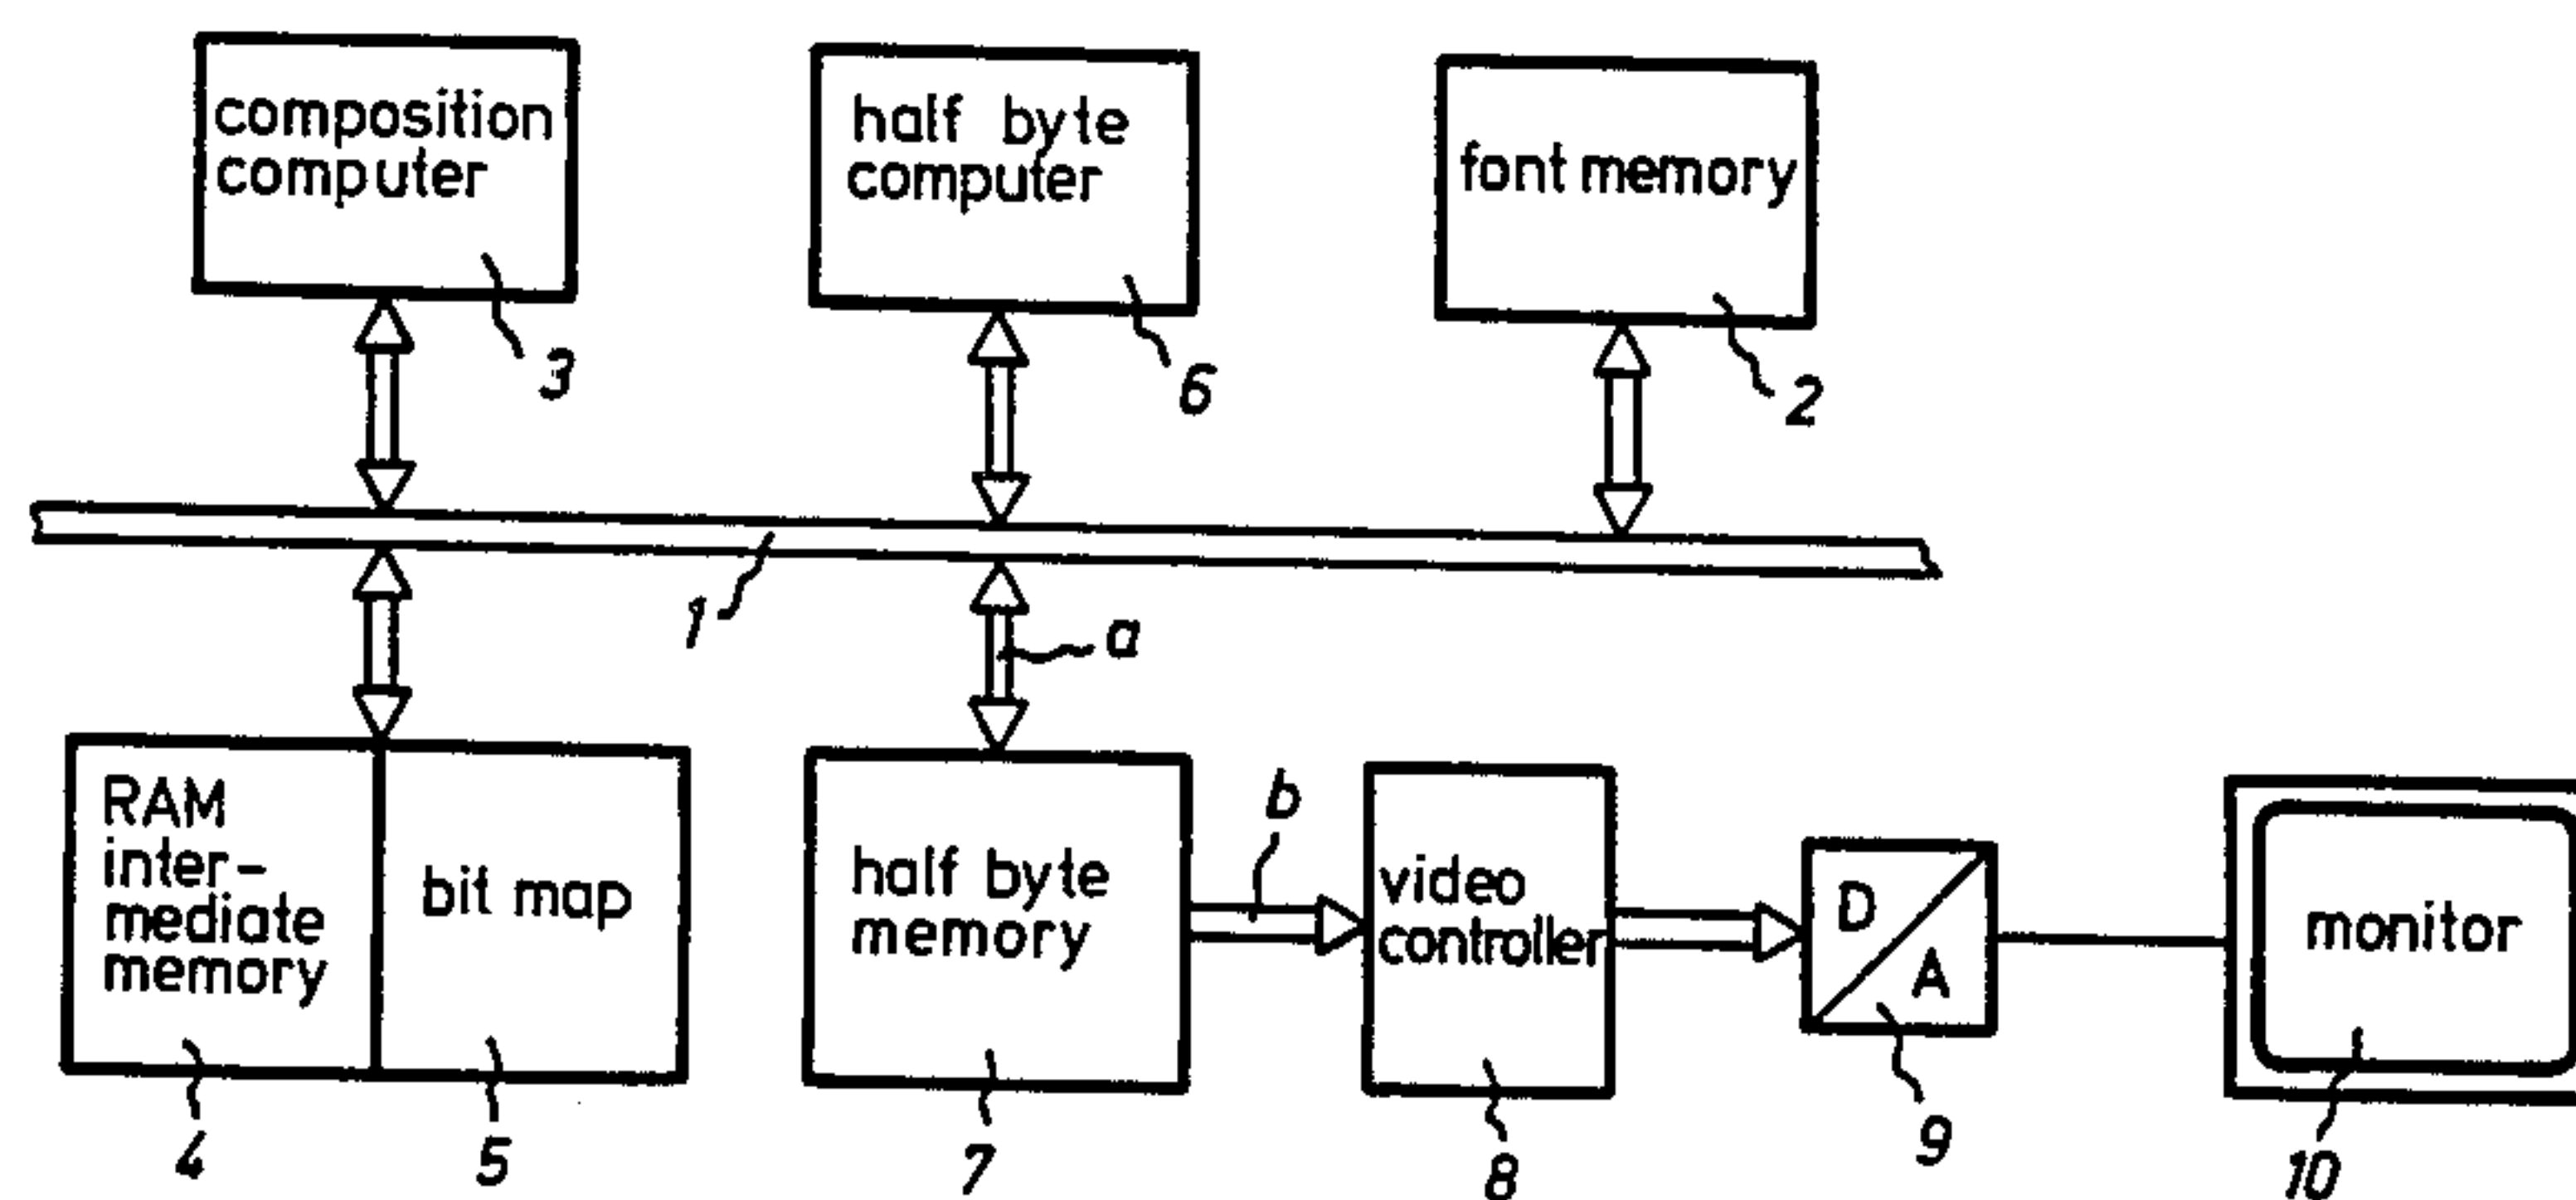 composition
computer
3
half byte
computer
6
font memory
2
1
a
RAM
inter-
mediate
memory
4
bit map
5
half byte
memory
7
b
video
controller
8
D
A
9
monitor
10